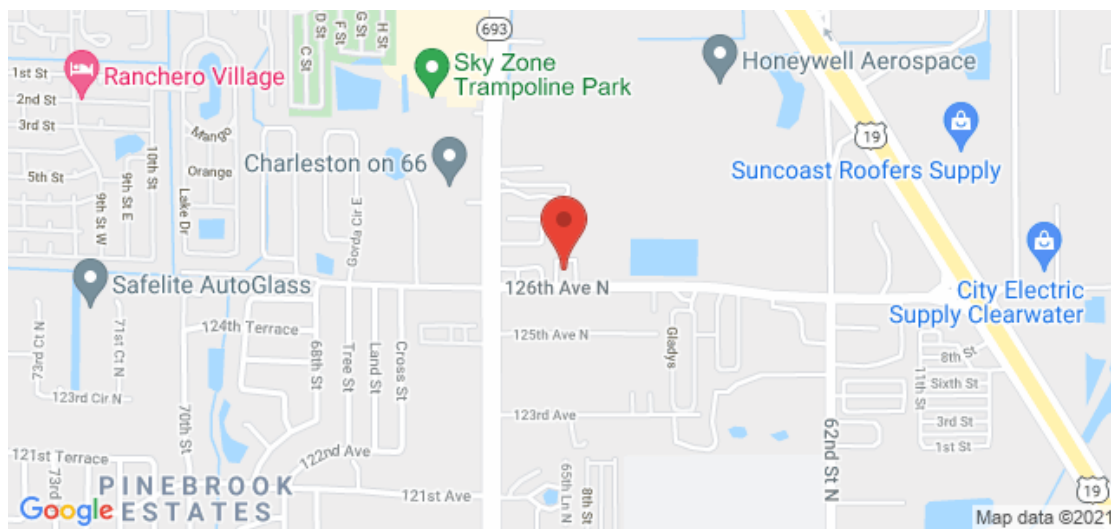 693
H St
G St
F St
D St
C St
1st St
2nd St
3rd St
5th St
Ranchero Village
Sky Zone
Trampoline Park
Honeywell Aerospace
19
Suncoast Roofers Supply
Mango
Orange
10th St
9th St E
9th St W
Lake Dr
Charleston on 66
Gorda Cir E
Safelite AutoGlass
126th Ave N
City Electric
Supply Clearwater
124th Terrace
125th Ave N
73rd Ct N
71st Ct N
68th St
Tree St
Land St
Cross St
Gladys
8th St
Sixth St
11th St
3rd St
1st St
123rd Cir N
70th St
123rd Ave
62nd St N
122nd Ave
121st Terrace
121st Ave
73rd
65th Ln N
8th St
19
PINEBROOK
ESTATES
Google
Map data ©2021